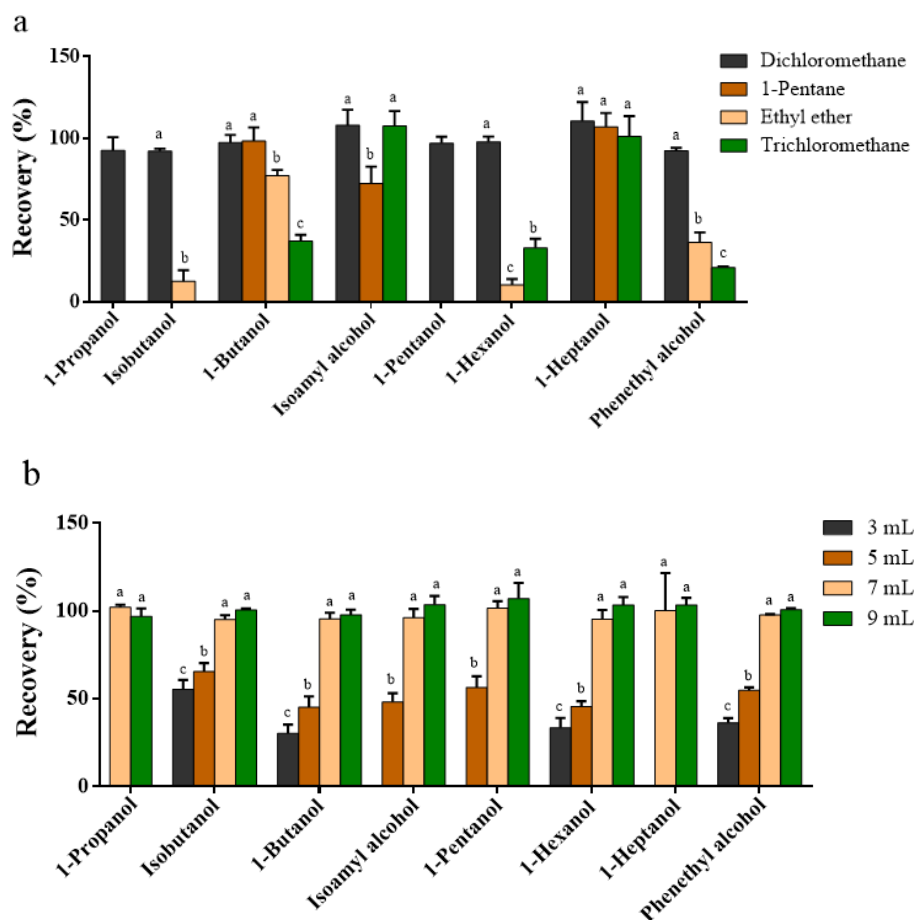 a
150
100
50
0
Recovery (%)
Dichloromethane
1-Pentane
Ethyl ether
Trichloromethane
a
b
a
a
b
c
a
b
a
a
c
b
a
a
a
a
b
c
1-Propanol
Isobutanol
1-Butanol
Isoamyl alcohol
1-Pentanol
1-Hexanol
1-Heptanol
Phenethyl alcohol
b
150
100
50
0
Recovery (%)
3 mL
5 mL
7 mL
9 mL
a
a
c
b
a
a
c
b
a
a
b
a
a
b
a
a
c
b
a
a
a
a
c
b
a
a
1-Propanol
Isobutanol
1-Butanol
Isoamyl alcohol
1-Pentanol
1-Hexanol
1-Heptanol
Phenethyl alcohol